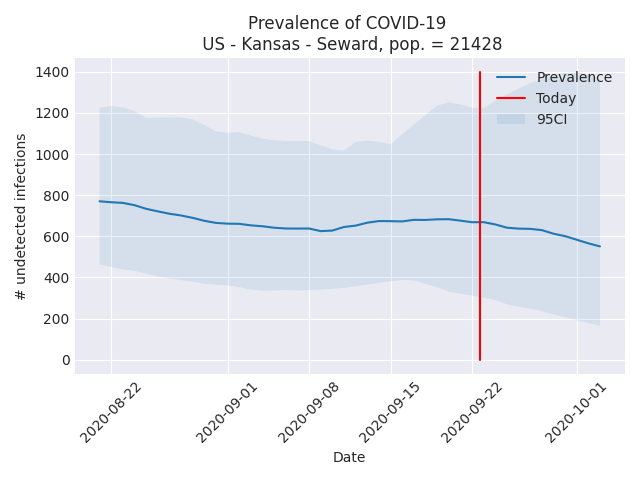 Prevalence of COVID-19
US - Kansas - Seward, pop. = 21428
1400
1200
1000
800
600
400
200
0
# undetected infections
Prevalence
Today
95CI
2020-08-22
2020-09-01
2020-09-08
2020-09-15
2020-09-22
2020-10-01
Date